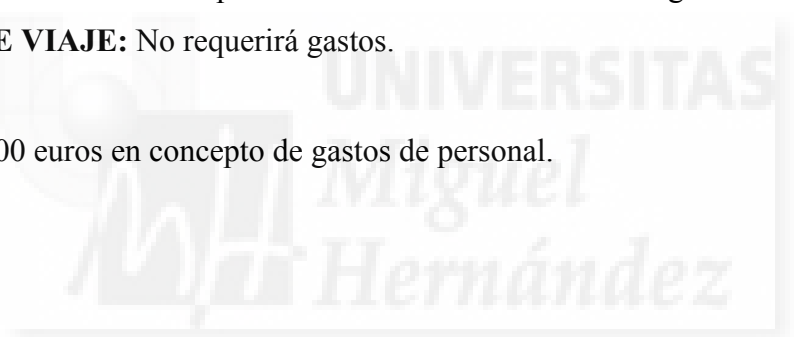 E VIAJE: No requerirá gastos.
UNIVERSITAS
00 euros en concepto de gastos de personal.
Miguel
Hernández